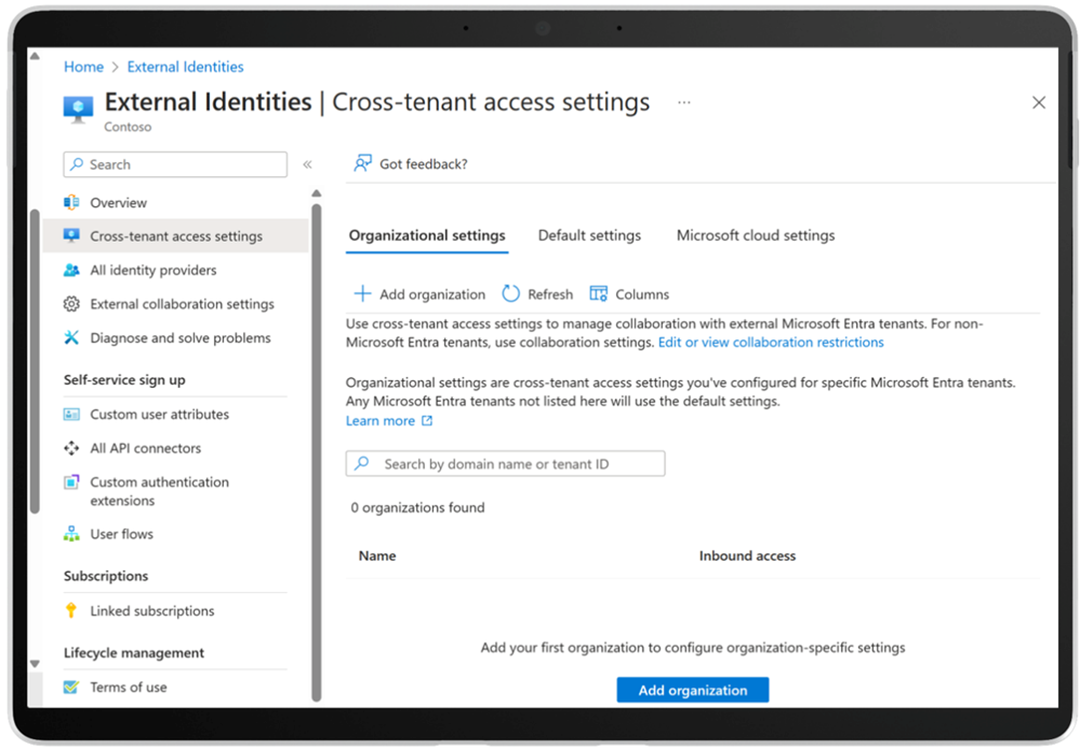 Home > External Identities
External Identities | Cross-tenant access settings ...
Contoso
Search
«
Overview
Cross-tenant access settings
All identity providers
External collaboration settings
Diagnose and solve problems
Self-service sign up
Custom user attributes
All API connectors
Custom authentication
extensions
User flows
Subscriptions
Linked subscriptions
Lifecycle management
Terms of use
Got feedback?
Organizational settings Default settings Microsoft cloud settings
Add organization Refresh Columns
Use cross-tenant access settings to manage collaboration with external Microsoft Entra tenants. For non-
Microsoft Entra tenants, use collaboration settings. Edit or view collaboration restrictions
Organizational settings are cross-tenant access settings you've configured for specific Microsoft Entra tenants.
Any Microsoft Entra tenants not listed here will use the default settings.
Learn more
Search by domain name or tenant ID
0 organizations found
Name Inbound access
Add your first organization to configure organization-specific settings
Add organization